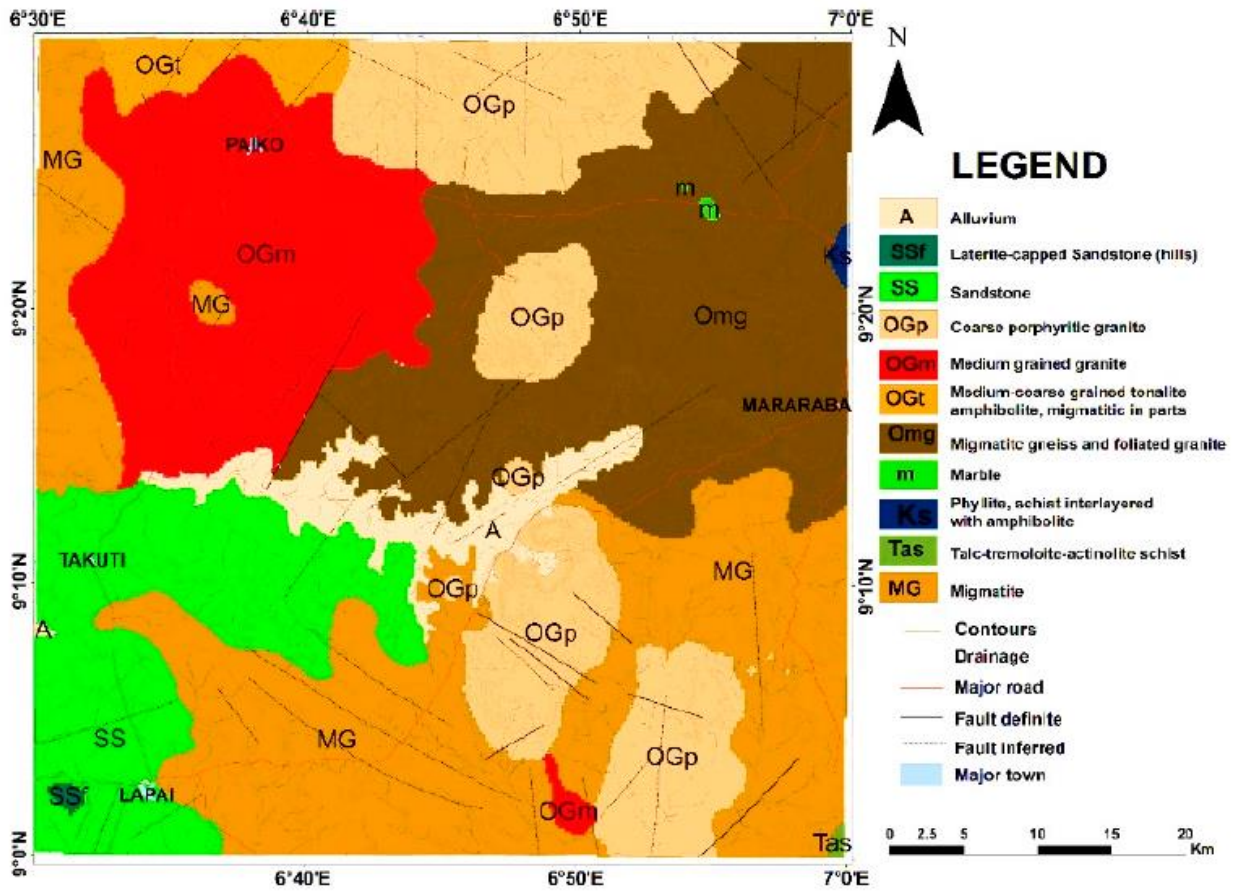 6°30'E 6°40'E 6°50'E 7°0'E
N
OGt
OGp
PAIKO
MG
m
m
OGm
Ks
MG
OGp
Omg
9°20'N
9°20'N
MARARABA
OGp
A
TAKUTI
OGp
MG
9°10'N
9°10'N
A
OGp
SS
MG
OGp
SSf
LAPAI
OGm
Tas
9°0'N
6°40'E 6°50'E 7°0'E
LEGEND
A Alluvium
SSf Laterite-capped Sandstone (hills)
SS Sandstone
OGp Coarse porphyritic granite
OGm Medium grained granite
OGt Medium-coarse grained tonalite
amphibolite, migmatitic in parts
Omg Migmatitc gneiss and foliated granite
m Marble
Ks Phyllite, schist interlayered
with amphibolite
Tas Talc-tremoloite-actinolite schist
MG Migmatite
Contours
Drainage
Major road
Fault definite
Fault inferred
Major town
0 2.5 5 10 15 20
Km